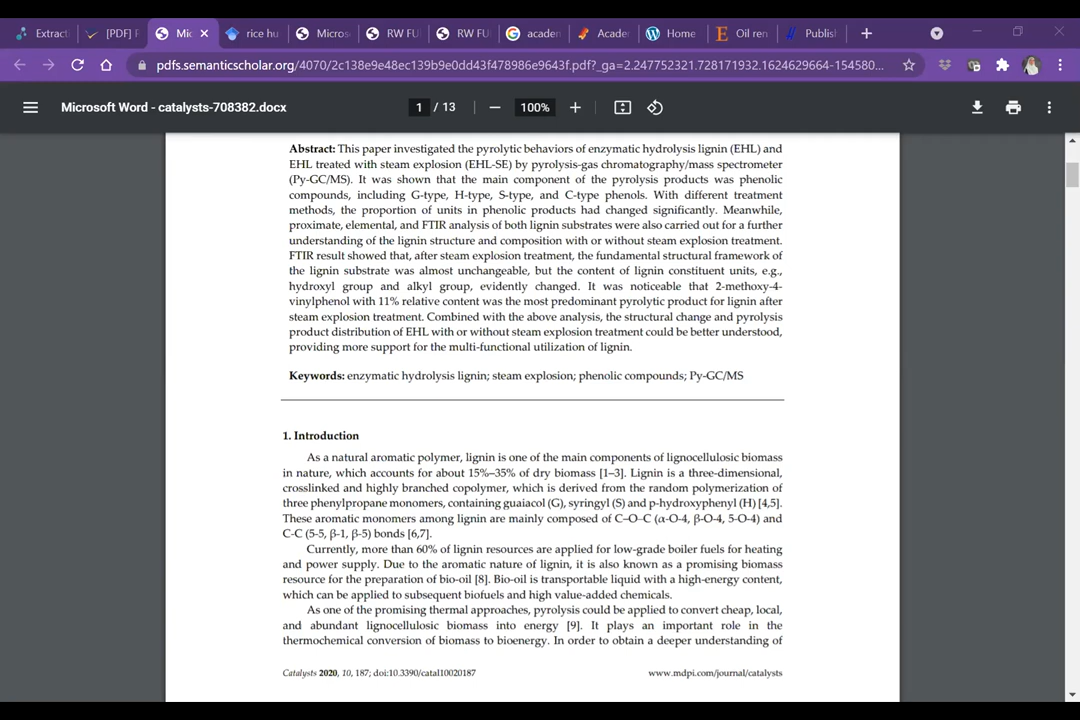 Extract
[PDF] F
Mic
rice hu
Micros
RW FU
RW FU
academ
Acade
Home
Oil ren
Publis
pdfs.semanticscholar.org/4070/2c138e9e48ec139b9e0dd43f478986e9643f.pdf?_ga=2.247752321.728171932.1624629664-154580...
Microsoft Word - catalysts-708382.docx
1 / 13
100%
Abstract: This paper investigated the pyrolytic behaviors of enzymatic hydrolysis lignin (EHL) and
EHL treated with steam explosion (EHL-SE) by pyrolysis-gas chromatography/mass spectrometer
(Py-GC/MS). It was shown that the main component of the pyrolysis products was phenolic
compounds, including G-type, H-type, S-type, and C-type phenols. With different treatment
methods, the proportion of units in phenolic products had changed significantly. Meanwhile,
proximate, elemental, and FTIR analysis of both lignin substrates were also carried out for a further
understanding of the lignin structure and composition with or without steam explosion treatment.
FTIR result showed that, after steam explosion treatment, the fundamental structural framework of
the lignin substrate was almost unchangeable, but the content of lignin constituent units, e.g.,
hydroxyl group and alkyl group, evidently changed. It was noticeable that 2-methoxy-4-
vinylphenol with 11% relative content was the most predominant pyrolytic product for lignin after
steam explosion treatment. Combined with the above analysis, the structural change and pyrolysis
product distribution of EHL with or without steam explosion treatment could be better understood,
providing more support for the multi-functional utilization of lignin.
Keywords: enzymatic hydrolysis lignin; steam explosion; phenolic compounds; Py-GC/MS
1. Introduction
As a natural aromatic polymer, lignin is one of the main components of lignocellulosic biomass
in nature, which accounts for about 15%–35% of dry biomass [1–3]. Lignin is a three-dimensional,
crosslinked and highly branched copolymer, which is derived from the random polymerization of
three phenylpropane monomers, containing guaiacol (G), syringyl (S) and p-hydroxyphenyl (H) [4,5].
These aromatic monomers among lignin are mainly composed of C–O–C (α-O-4, β-O-4, 5-O-4) and
C-C (5-5, β-1, β-5) bonds [6,7].
Currently, more than 60% of lignin resources are applied for low-grade boiler fuels for heating
and power supply. Due to the aromatic nature of lignin, it is also known as a promising biomass
resource for the preparation of bio-oil [8]. Bio-oil is transportable liquid with a high-energy content,
which can be applied to subsequent biofuels and high value-added chemicals.
As one of the promising thermal approaches, pyrolysis could be applied to convert cheap, local,
and abundant lignocellulosic biomass into energy [9]. It plays an important role in the
thermochemical conversion of biomass to bioenergy. In order to obtain a deeper understanding of
Catalysts 2020, 10, 187; doi:10.3390/catal10020187
www.mdpi.com/journal/catalysts